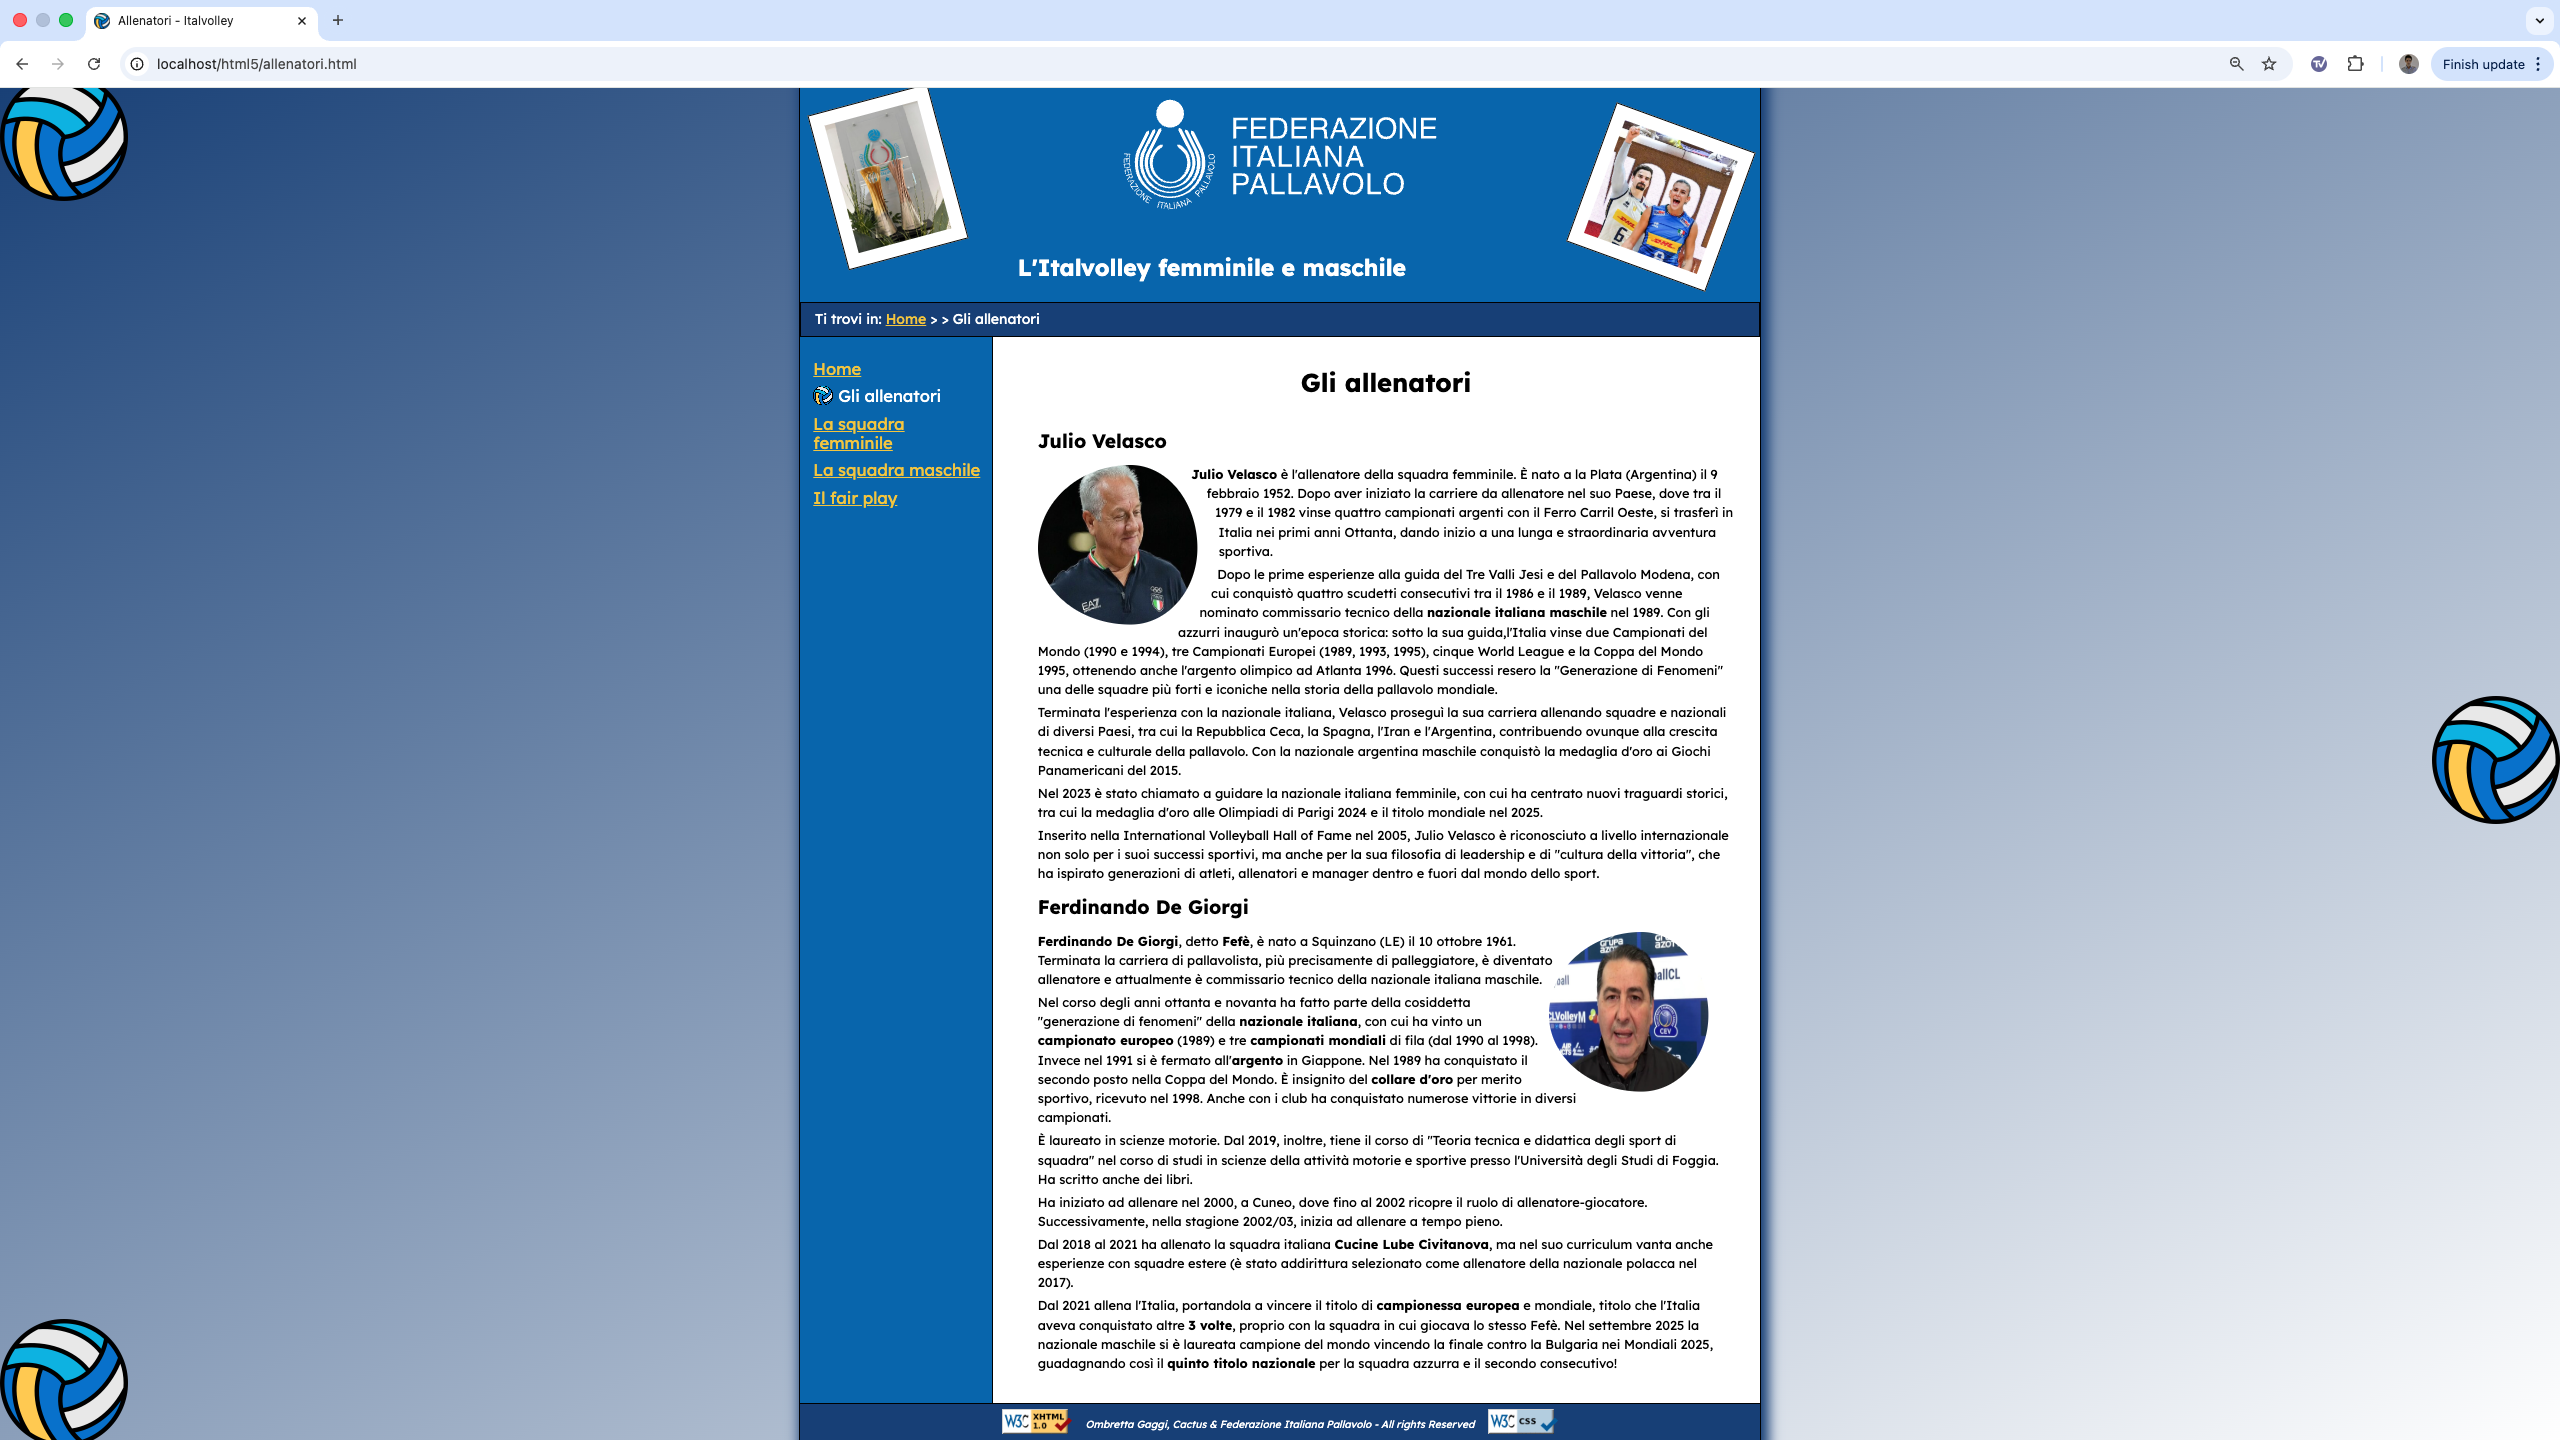 Allenatori - Italvolley
localhost/html5/allenatori.html
Finish update
FEDERAZIONE
ITALIANA
PALLAVOLO
FEDERAZIONE ITALIANA PALLAVOLO
L'Italvolley femminile e maschile
Ti trovi in: Home > > Gli allenatori
Home
Gli allenatori
La squadra
femminile
La squadra maschile
Il fair play
Gli allenatori
Julio Velasco
Julio Velasco è l'allenatore della squadra femminile. È nato a la Plata (Argentina) il 9
febbraio 1952. Dopo aver iniziato la carriere da allenatore nel suo Paese, dove tra il
1979 e il 1982 vinse quattro campionati argenti con il Ferro Carril Oeste, si trasferì in
Italia nei primi anni Ottanta, dando inizio a una lunga e straordinaria avventura
sportiva.
Dopo le prime esperienze alla guida del Tre Valli Jesi e del Pallavolo Modena, con
cui conquistò quattro scudetti consecutivi tra il 1986 e il 1989, Velasco venne
nominato commissario tecnico della nazionale italiana maschile nel 1989. Con gli
azzurri inaugurò un'epoca storica: sotto la sua guida,l'Italia vinse due Campionati del
Mondo (1990 e 1994), tre Campionati Europei (1989, 1993, 1995), cinque World League e la Coppa del Mondo
1995, ottenendo anche l'argento olimpico ad Atlanta 1996. Questi successi resero la "Generazione di Fenomeni"
una delle squadre più forti e iconiche nella storia della pallavolo mondiale.
Terminata l'esperienza con la nazionale italiana, Velasco proseguì la sua carriera allenando squadre e nazionali
di diversi Paesi, tra cui la Repubblica Ceca, la Spagna, l'Iran e l'Argentina, contribuendo ovunque alla crescita
tecnica e culturale della pallavolo. Con la nazionale argentina maschile conquistò la medaglia d'oro ai Giochi
Panamericani del 2015.
Nel 2023 è stato chiamato a guidare la nazionale italiana femminile, con cui ha centrato nuovi traguardi storici,
tra cui la medaglia d'oro alle Olimpiadi di Parigi 2024 e il titolo mondiale nel 2025.
Inserito nella International Volleyball Hall of Fame nel 2005, Julio Velasco è riconosciuto a livello internazionale
non solo per i suoi successi sportivi, ma anche per la sua filosofia di leadership e di "cultura della vittoria", che
ha ispirato generazioni di atleti, allenatori e manager dentro e fuori dal mondo dello sport.
Ferdinando De Giorgi
Ferdinando De Giorgi, detto Fefè, è nato a Squinzano (LE) il 10 ottobre 1961.
Terminata la carriera di pallavolista, più precisamente di palleggiatore, è diventato
allenatore e attualmente è commissario tecnico della nazionale italiana maschile.
Nel corso degli anni ottanta e novanta ha fatto parte della cosiddetta
"generazione di fenomeni" della nazionale italiana, con cui ha vinto un
campionato europeo (1989) e tre campionati mondiali di fila (dal 1990 al 1998).
Invece nel 1991 si è fermato all'argento in Giappone. Nel 1989 ha conquistato il
secondo posto nella Coppa del Mondo. È insignito del collare d'oro per merito
sportivo, ricevuto nel 1998. Anche con i club ha conquistato numerose vittorie in diversi
campionati.
È laureato in scienze motorie. Dal 2019, inoltre, tiene il corso di "Teoria tecnica e didattica degli sport di
squadra" nel corso di studi in scienze della attività motorie e sportive presso l'Università degli Studi di Foggia.
Ha scritto anche dei libri.
Ha iniziato ad allenare nel 2000, a Cuneo, dove fino al 2002 ricopre il ruolo di allenatore-giocatore.
Successivamente, nella stagione 2002/03, inizia ad allenare a tempo pieno.
Dal 2018 al 2021 ha allenato la squadra italiana Cucine Lube Civitanova, ma nel suo curriculum vanta anche
esperienze con squadre estere (è stato addirittura selezionato come allenatore della nazionale polacca nel
2017).
Dal 2021 allena l'Italia, portandola a vincere il titolo di campionessa europea e mondiale, titolo che l'Italia
aveva conquistato altre 3 volte, proprio con la squadra in cui giocava lo stesso Fefè. Nel settembre 2025 la
nazionale maschile si è laureata campione del mondo vincendo la finale contro la Bulgaria nei Mondiali 2025,
guadagnando così il quinto titolo nazionale per la squadra azzurra e il secondo consecutivo!
W3C XHTML 1.0
Ombretta Gaggi, Cactus & Federazione Italiana Pallavolo - All rights Reserved
W3C css